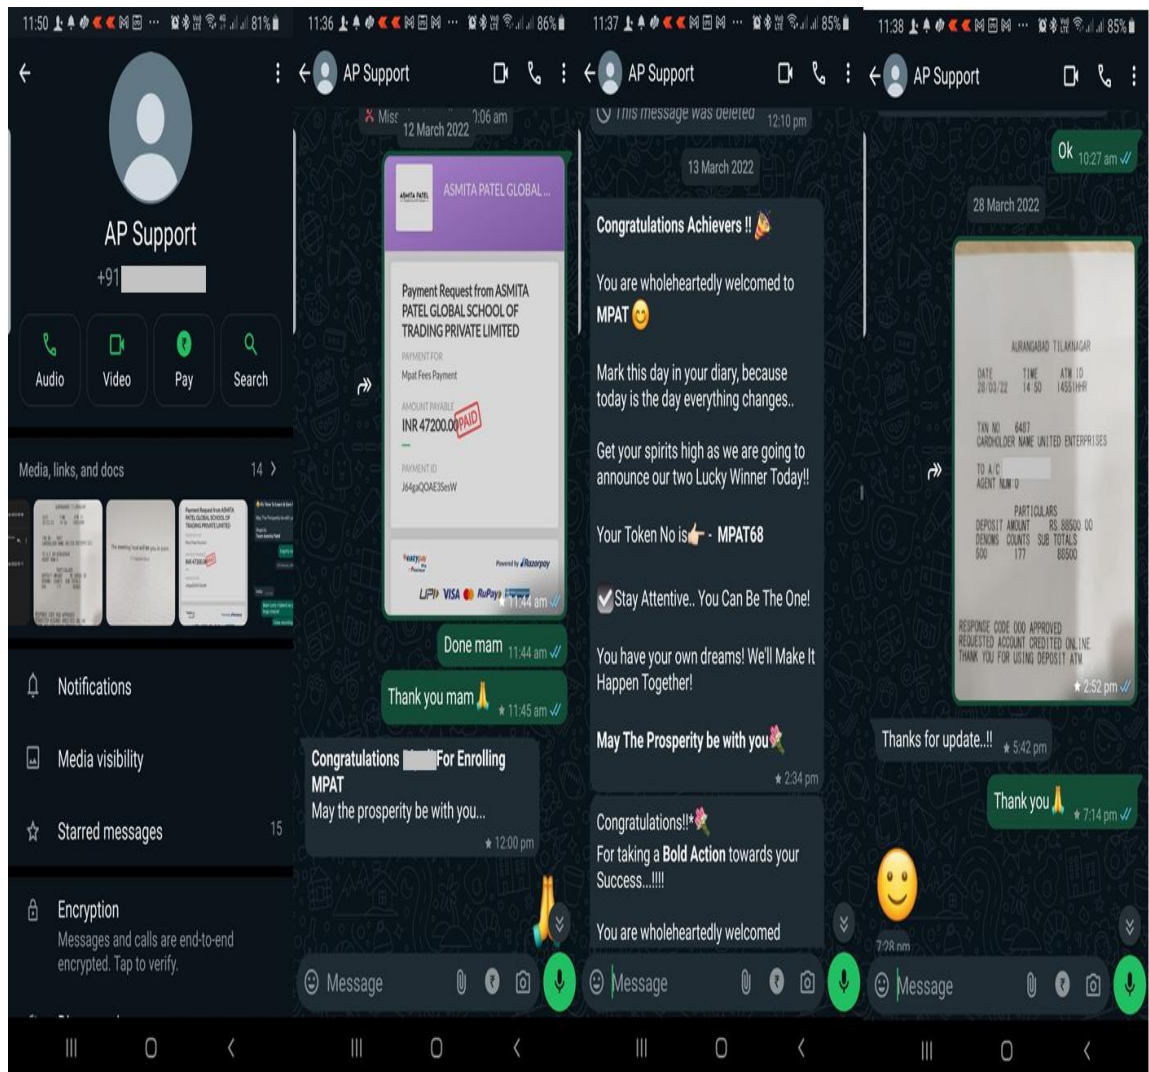 11:50
81%
AP Support
+91
Audio
Video
Pay
Search
Media, links, and docs
14
Notifications
Media visibility
Starred messages
15
Encryption
Messages and calls are end-to-end
encrypted. Tap to verify.
11:36
86%
AP Support
12 March 2022
ASMITA PATEL
ASMITA PATEL GLOBAL ...
Payment Request from ASMITA
PATEL GLOBAL SCHOOL OF
TRADING PRIVATE LIMITED
PAYMENT FOR
Mpat Fees Payment
AMOUNT PAYABLE
INR 47200.00 PAID
PAYMENT ID
eazypay
Powered by Razorpay
UPI VISA RuPay
11:44 am
Done mam 11:44 am
Thank you mam🙏 11:45 am
Congratulations For Enrolling
MPAT
May the prosperity be with you...
12:00 pm
Message
11:37
85%
AP Support
This message was deleted 12:10 pm
13 March 2022
Congratulations Achievers !! 🎉
You are wholeheartedly welcomed to
MPAT😊
Mark this day in your diary, because
today is the day everything changes..
Get your spirits high as we are going to
announce our two Lucky Winner Today!!
Your Token No is👉🏻 - MPAT68
☑️Stay Attentive.. You Can Be The One!
You have your own dreams! We'll Make It
Happen Together!
May The Prosperity be with you💐
2:34 pm
Congratulations!!*💐
For taking a Bold Action towards your
Success...!!!!
You are wholeheartedly welcomed
Message
11:38
85%
AP Support
Ok 10:27 am
28 March 2022
AURANGABAD TILAKNAGAR
DATE TIME ATM ID
28/03/22 14 50
TXN NO. 6487
CARDHOLDER NAME UNITED ENTERPRISES
TO A/C
AGENT NUM 0
PARTICULARS
DEPOSIT AMOUNT RS. 88500 00
DENOMS COUNTS SUB TOTALS
500 177 88500
RESPONSE CODE 000 APPROVED
REQUESTED ACCOUNT CREDITED ONLINE
THANK YOU FOR USING DEPOSIT ATM
2:52 pm
Thanks for update..!! 5:42 pm
Thank you🙏 7:14 pm
7:28 pm
Message